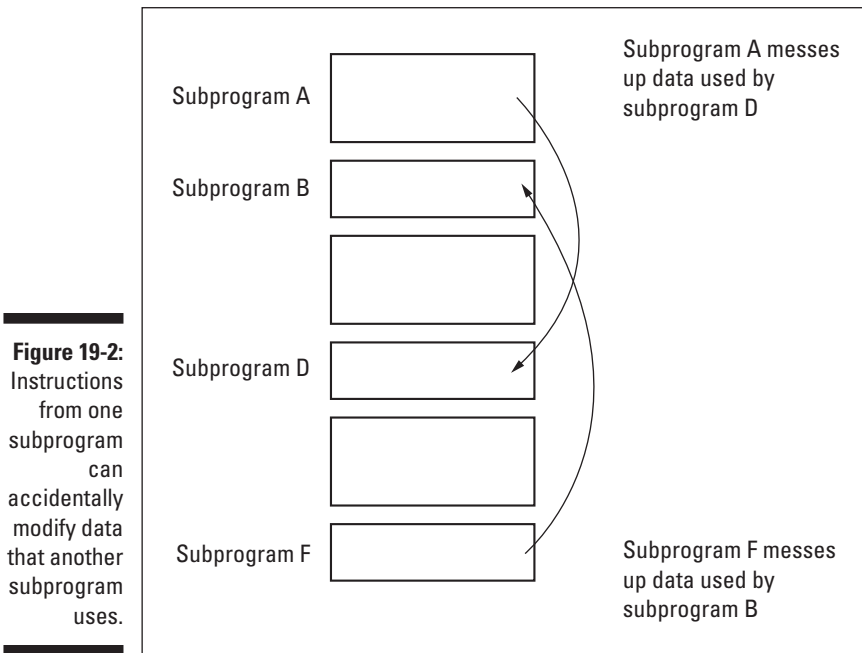 Subprogram A messes
up data used by
subprogram D
Subprogram A
Subprogram B
Subprogram D
Subprogram F
Subprogram F messes
up data used by
subprogram B
Figure 19-2:
Instructions
from one
subprogram
can
accidentally
modify data
that another
subprogram
uses.